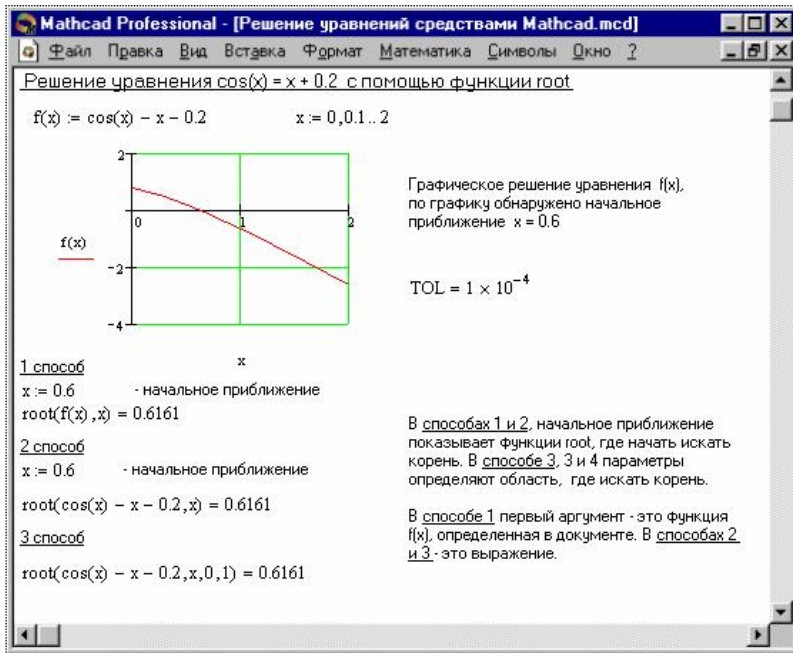 Mathcad Professional - [Решение уравнений средствами Mathcad.mcd]
Файл Правка Вид Вставка Формат Математика Символы Окно ?
Решение уравнения cos(x) = x + 0.2 с помощью функции root
f(x) := cos(x) − x − 0.2 x := 0,0.1 .. 2
2
0 1 2
f(x)
−2
−4
x
Графическое решение уравнения f(x),
по графику обнаружено начальное
приближение x = 0.6
TOL = 1 × 10⁻⁴
1 способ
x := 0.6 - начальное приближение
root(f(x),x) = 0.6161
2 способ
x := 0.6 - начальное приближение
root(cos(x) − x − 0.2,x) = 0.6161
3 способ
root(cos(x) − x − 0.2,x,0,1) = 0.6161
В способах 1 и 2, начальное приближение
показывает функции root, где начать искать
корень. В способе 3, 3 и 4 параметры
определяют область, где искать корень.
В способе 1 первый аргумент - это функция
f(x), определенная в документе. В способах 2
и 3 - это выражение.